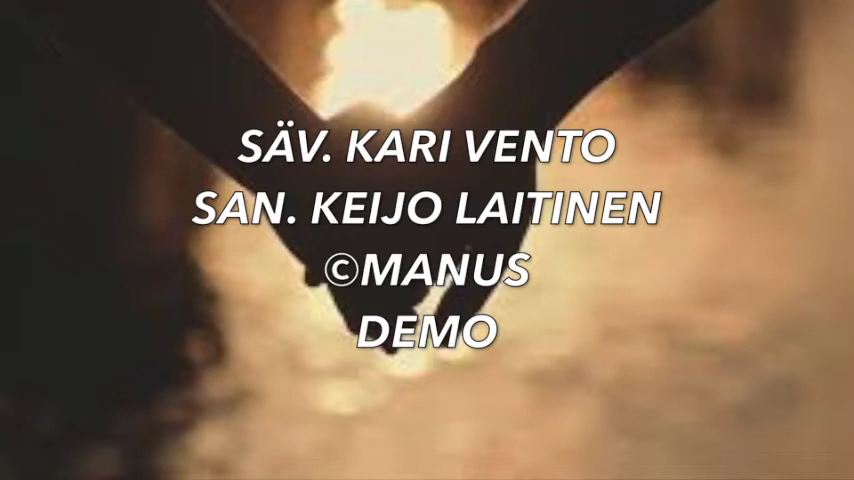 SÄV. KARI VENTO
SAN. KEIJO LAITINEN
©MANUS
DEMO